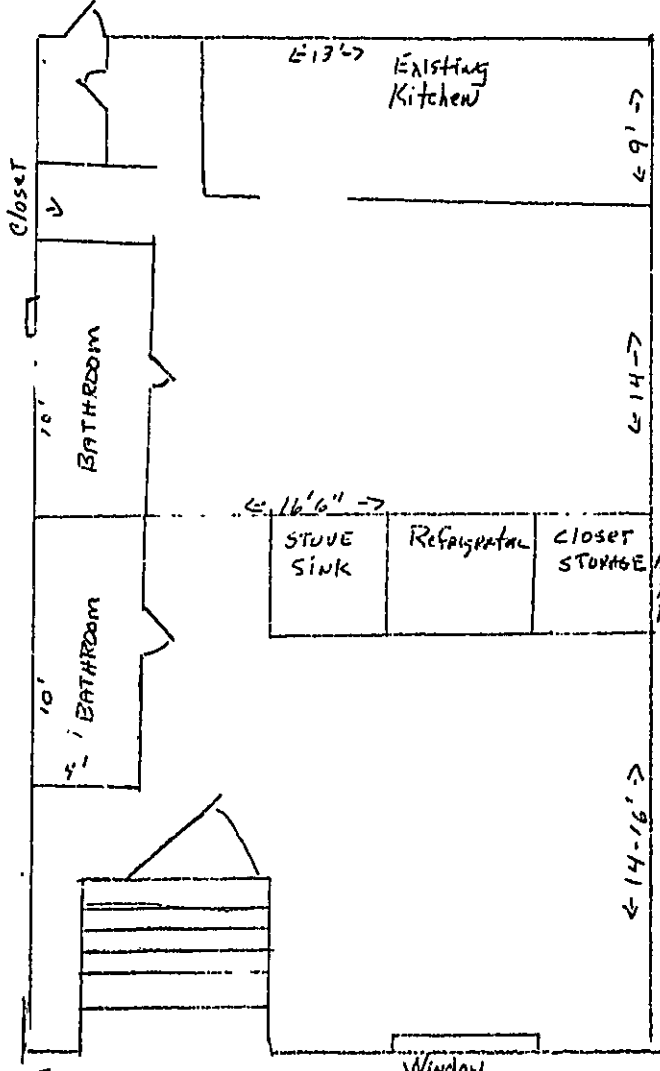 <- 13' ->
Existing
Kitchen
<- 9' ->
Closet
BATHROOM
10'
<- 14 ->
<- 16'6" ->
STOVE
SINK
Refrigerator
Closet
STORAGE
BATHROOM
10'
<- 14-16' ->
Window